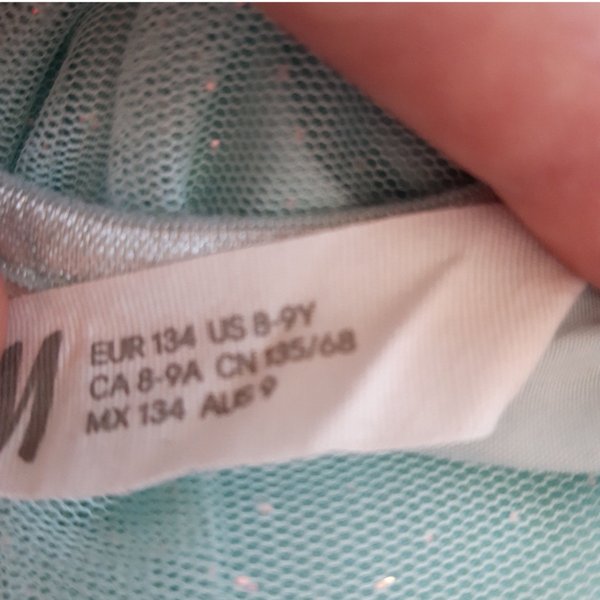 EUR 134 US 8-9Y
CA 8-9A CN 135/68
MX 134 AUS 9